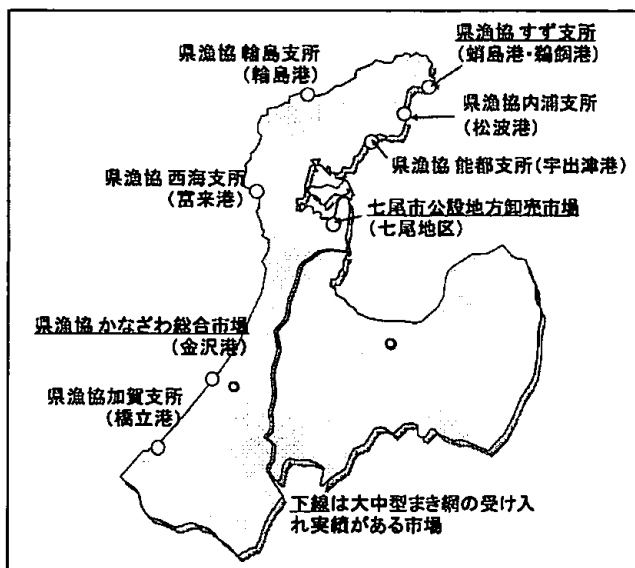 県漁協 すず支所
(蛸島港・鵜飼港)
県漁協 輪島支所
(輪島港)
県漁協内浦支所
(松波港)
県漁協 能都支所(宇出津港)
県漁協 西海支所
(富来港)
七尾市公設地方卸売市場
(七尾地区)
県漁協 かなざわ総合市場
(金沢港)
県漁協加賀支所
(橋立港)
下線は大中型まき網の受け入
れ実績がある市場